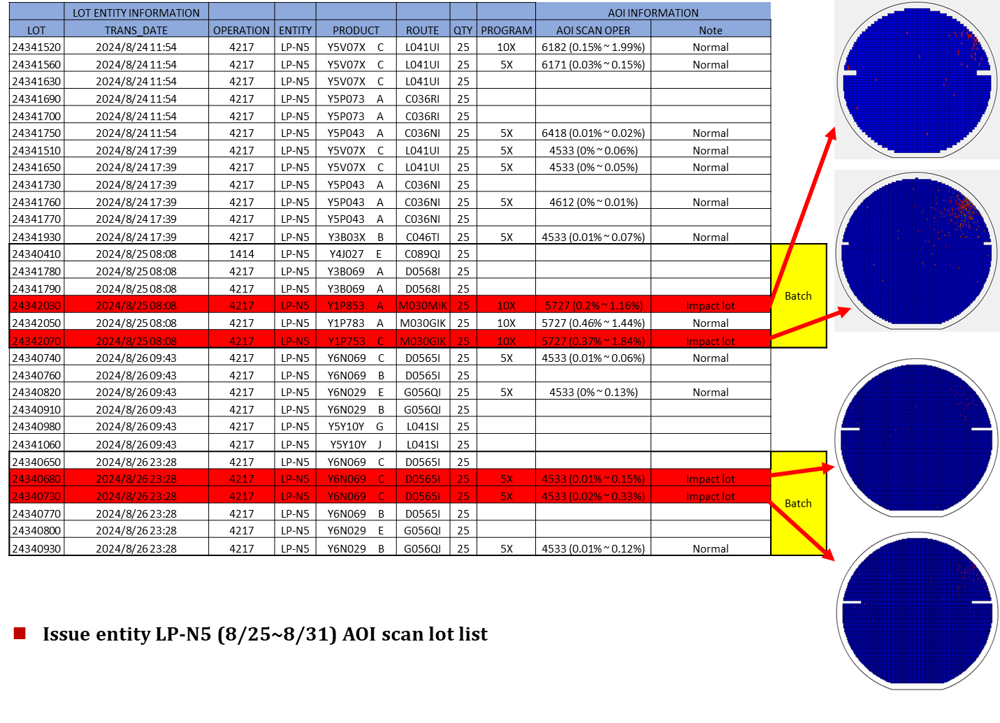 LOT ENTITY INFORMATION AOI INFORMATION
LOT TRANS_DATE OPERATION ENTITY PRODUCT ROUTE QTY PROGRAM AOI SCAN OPER Note
24341520 2024/8/24 11:54 4217 LP-N5 Y5V07X C L041UI 25 10X 6182 (0.15% ~ 1.99%) Normal
24341560 2024/8/24 11:54 4217 LP-N5 Y5V07X C L041UI 25 5X 6171 (0.03% ~ 0.15%) Normal
24341630 2024/8/24 11:54 4217 LP-N5 Y5V07X C L041UI 25
24341690 2024/8/24 11:54 4217 LP-N5 Y5P073 A C036RI 25
24341700 2024/8/24 11:54 4217 LP-N5 Y5P073 A C036RI 25
24341750 2024/8/24 11:54 4217 LP-N5 Y5P043 A C036NI 25 5X 6418 (0.01% ~ 0.02%) Normal
24341510 2024/8/24 17:39 4217 LP-N5 Y5V07X C L041UI 25 5X 4533 (0% ~ 0.06%) Normal
24341650 2024/8/24 17:39 4217 LP-N5 Y5V07X C L041UI 25 5X 4533 (0% ~ 0.05%) Normal
24341730 2024/8/24 17:39 4217 LP-N5 Y5P043 A C036NI 25
24341760 2024/8/24 17:39 4217 LP-N5 Y5P043 A C036NI 25 5X 4612 (0% ~ 0.01%) Normal
24341770 2024/8/24 17:39 4217 LP-N5 Y5P043 A C036NI 25
24341930 2024/8/24 17:39 4217 LP-N5 Y3B03X B C046TI 25 5X 4533 (0.01% ~ 0.07%) Normal
24340410 2024/8/25 08:08 1414 LP-N5 Y4J027 E C089QI 25
24341780 2024/8/25 08:08 4217 LP-N5 Y3B069 A D0568I 25
24341790 2024/8/25 08:08 4217 LP-N5 Y3B069 A D0568I 25
Batch
24342030 2024/8/25 08:08 4217 LP-N5 Y1P853 A M030MIK 25 10X 5727 (0.2% ~ 1.16%) Impact lot
24342050 2024/8/25 08:08 4217 LP-N5 Y1P783 A M030GIK 25 10X 5727 (0.46% ~ 1.44%) Normal
24342070 2024/8/25 08:08 4217 LP-N5 Y1P753 C M030GIK 25 10X 5727 (0.37% ~ 1.84%) Impact lot
24340740 2024/8/26 09:43 4217 LP-N5 Y6N069 C D0565I 25 5X 4533 (0.01% ~ 0.06%) Normal
24340760 2024/8/26 09:43 4217 LP-N5 Y6N069 B D0565I 25
24340820 2024/8/26 09:43 4217 LP-N5 Y6N029 E G056QI 25 5X 4533 (0% ~ 0.13%) Normal
24340910 2024/8/26 09:43 4217 LP-N5 Y6N029 B G056QI 25
24340980 2024/8/26 09:43 4217 LP-N5 Y5Y10Y G L041SI 25
24341060 2024/8/26 09:43 4217 LP-N5 Y5Y10Y J L041SI 25
24340650 2024/8/26 23:28 4217 LP-N5 Y6N069 C D0565I 25
24340680 2024/8/26 23:28 4217 LP-N5 Y6N069 C D0565I 25 5X 4533 (0.01% ~ 0.15%) Impact lot
24340730 2024/8/26 23:28 4217 LP-N5 Y6N069 C D0565I 25 5X 4533 (0.02% ~ 0.33%) Impact lot
Batch
24340770 2024/8/26 23:28 4217 LP-N5 Y6N069 B D0565I 25
24340800 2024/8/26 23:28 4217 LP-N5 Y6N029 E G056QI 25
24340930 2024/8/26 23:28 4217 LP-N5 Y6N029 B G056QI 25 5X 4533 (0.01% ~ 0.12%) Normal
Issue entity LP-N5 (8/25~8/31) AOI scan lot list